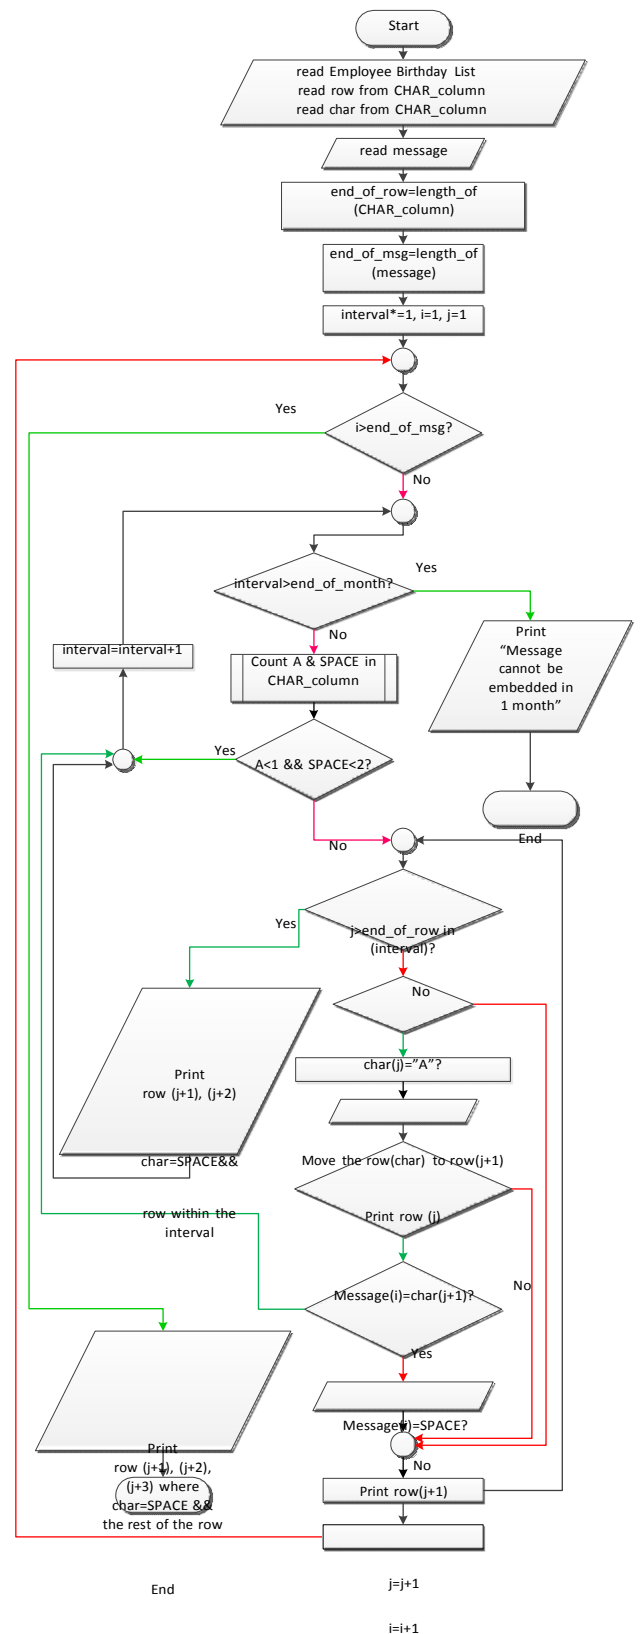 Start
read Employee Birthday List
read row from CHAR_column
read char from CHAR_column
read message
end_of_row=length_of
(CHAR_column)
end_of_msg=length_of
(message)
interval*=1, i=1, j=1
Yes
i>end_of_msg?
No
interval>end_of_month?
Yes
No
interval=interval+1
Print
“Message
cannot be
embedded in
1 month”
Count A & SPACE in
CHAR_column
Yes
A<1 && SPACE<2?
No
End
Yes
j>end_of_row in
(interval)?
No
char(j)=”A”?
Print
row (j+1), (j+2)
char=SPACE&&
row within the
interval
Move the row(char) to row(j+1)
Print row (j)
No
Message(i)=char(j+1)?
Yes
Message(i)=SPACE?
No
Print row(j+1)
Print
row (j+1), (j+2),
(j+3) where
char=SPACE &&
the rest of the row
End
j=j+1
i=i+1